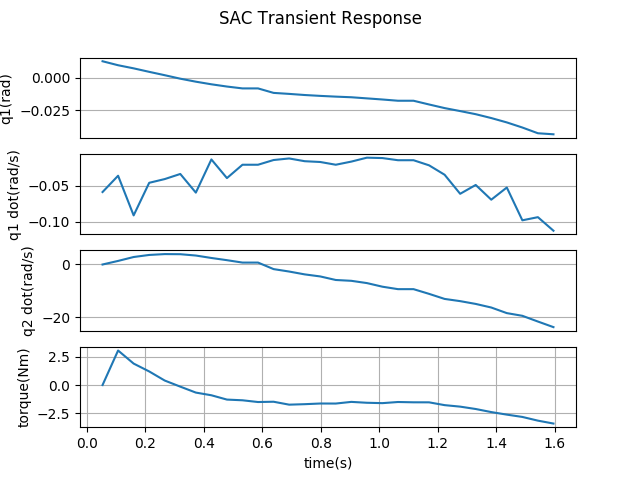 SAC Transient Response
q1(rad)
0.000
−0.025
q1 dot(rad/s)
−0.05
−0.10
q2 dot(rad/s)
0
−20
torque(Nm)
2.5
0.0
−2.5
0.0 0.2 0.4 0.6 0.8 1.0 1.2 1.4 1.6
time(s)